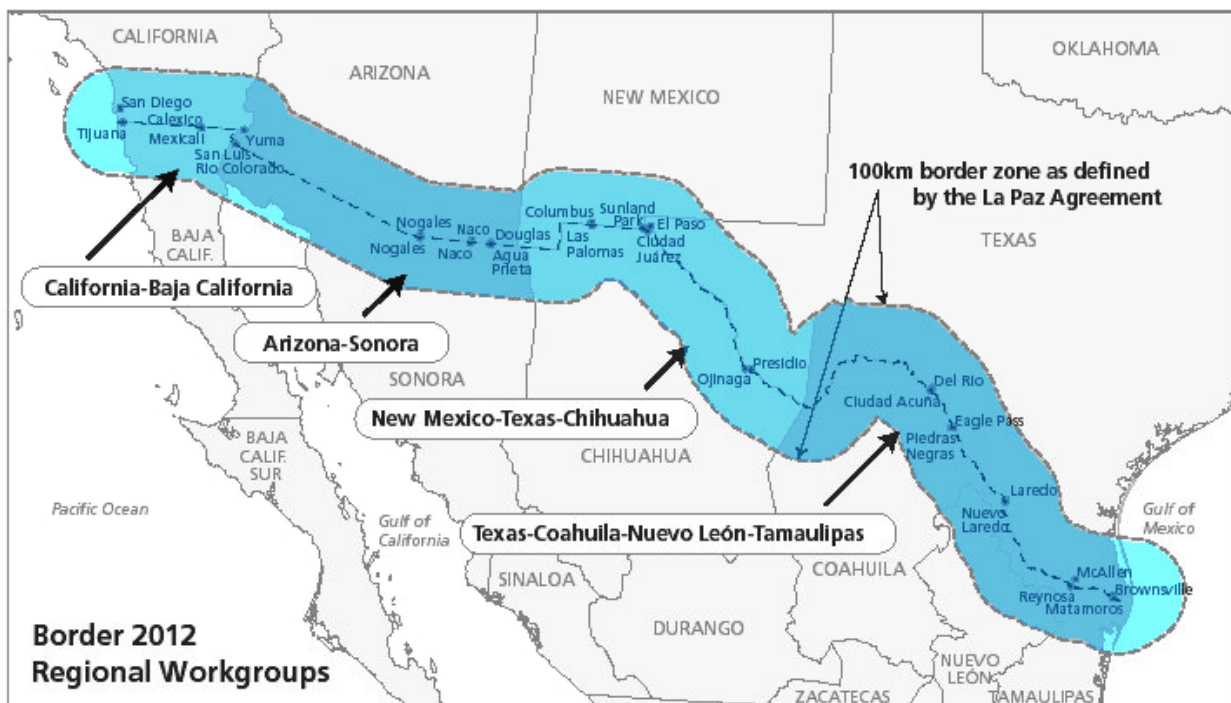 CALIFORNIA
ARIZONA
NEW MEXICO
OKLAHOMA
San Diego
Calexico
Tijuana
Mexicali
Yuma
San Luis
Rio Colorado
100km border zone as defined
by the La Paz Agreement
TEXAS
Columbus
Sunland
Park
El Paso
Nogales
Naco
Douglas
Nogales
Naco
Agua
Prieta
Las
Palomas
Ciudad
Juárez
BAJA
CALIF.
California-Baja California
Arizona-Sonora
SONORA
Presidio
Ojinaga
Del Rio
Ciudad Acuña
New Mexico-Texas-Chihuahua
Eagle Pass
Piedras
Negras
BAJA
CALIF.
SUR
CHIHUAHUA
Laredo
Nuevo
Laredo
Pacific Ocean
Gulf of
California
Gulf of
Mexico
Texas-Coahuila-Nuevo León-Tamaulipas
SINALOA
COAHUILA
McAllen
Brownsville
Reynosa
Matamoros
DURANGO
Border 2012
Regional Workgroups
NUEVO
LEÓN
ZACATECAS
TAMAULIPAS